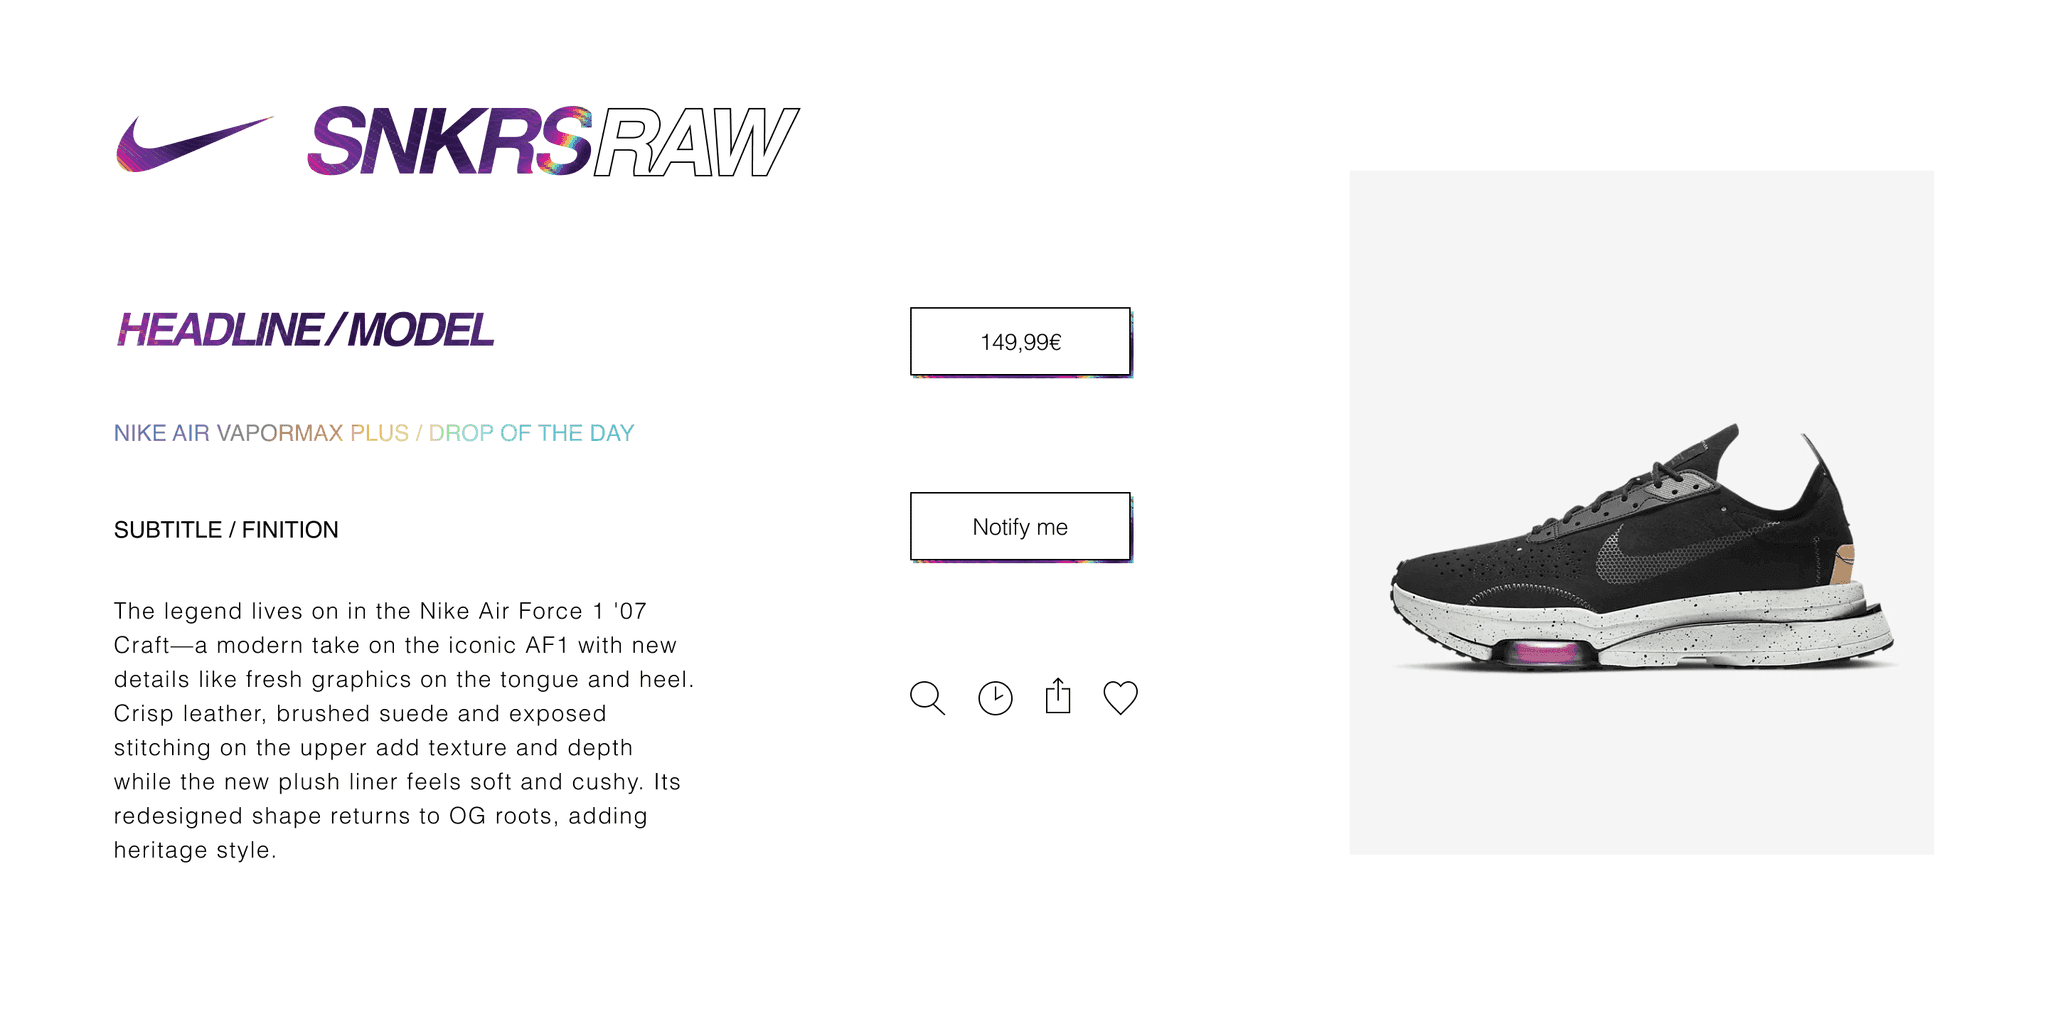 SNKRSRAW
HEADLINE/MODEL
NIKE AIR VAPORMAX PLUS / DROP OF THE DAY
SUBTITLE / FINITION
The legend lives on in the Nike Air Force 1 '07
Craft—a modern take on the iconic AF1 with new
details like fresh graphics on the tongue and heel.
Crisp leather, brushed suede and exposed
stitching on the upper add texture and depth
while the new plush liner feels soft and cushy. Its
redesigned shape returns to OG roots, adding
heritage style.
149,99€
Notify me